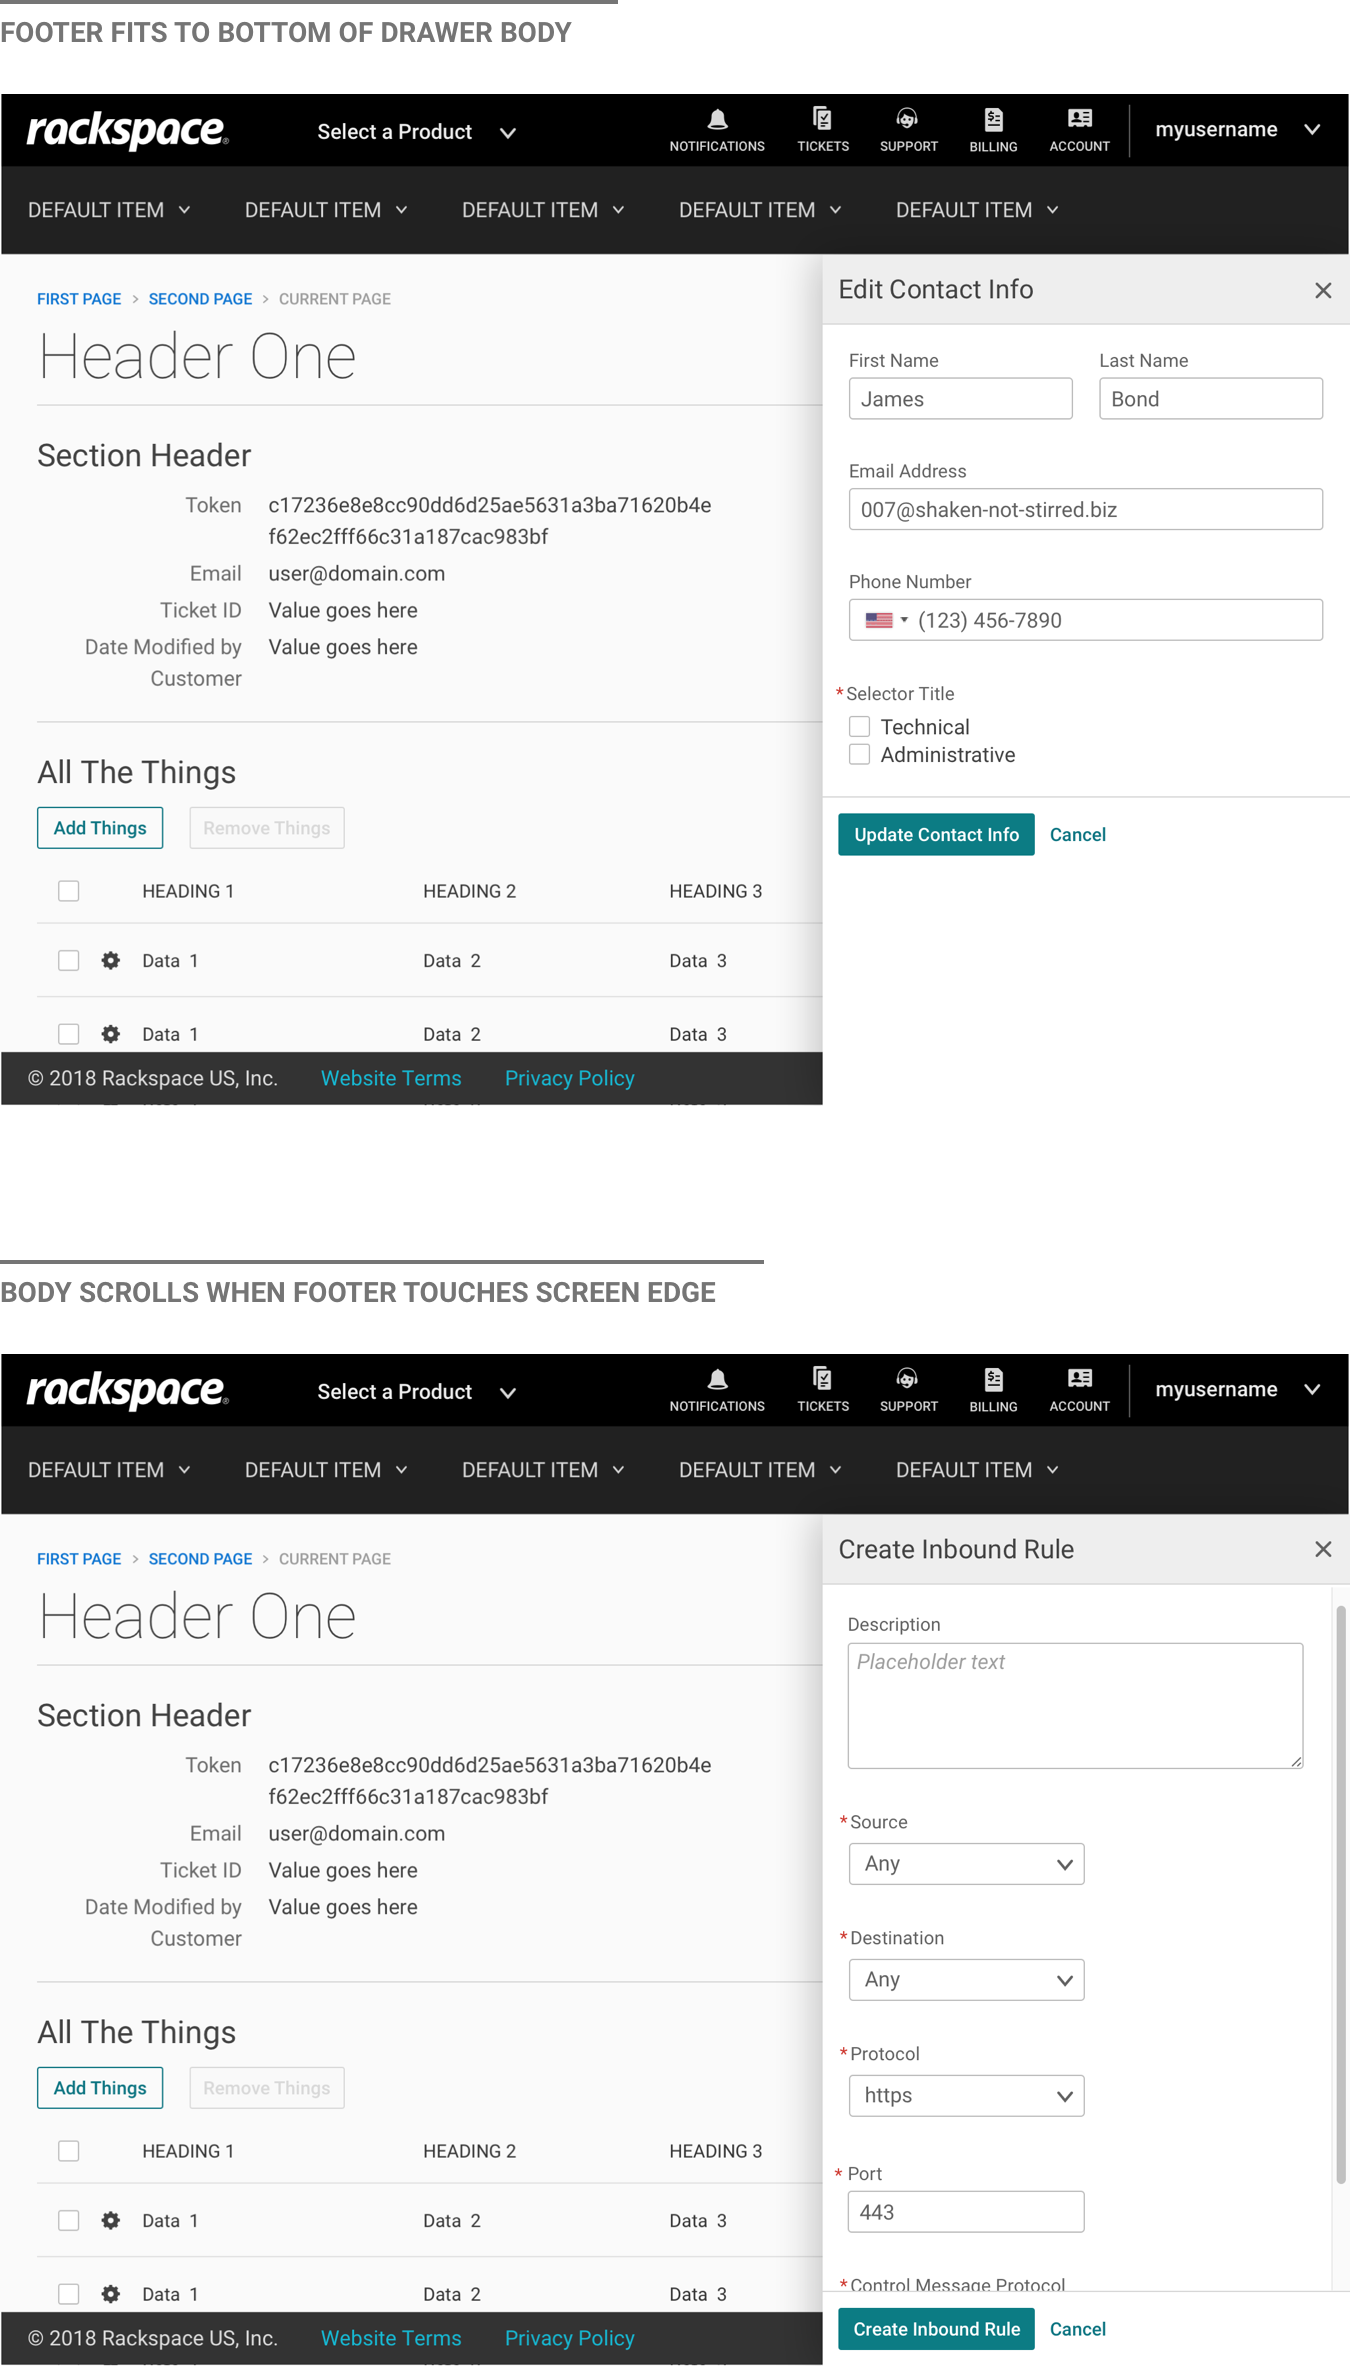 FOOTER FITS TO BOTTOM OF DRAWER BODY
rackspace®
Select a Product
NOTIFICATIONS
TICKETS
SUPPORT
BILLING
ACCOUNT
myusername
DEFAULT ITEM
DEFAULT ITEM
DEFAULT ITEM
DEFAULT ITEM
DEFAULT ITEM
FIRST PAGE > SECOND PAGE > CURRENT PAGE
Header One
Section Header
Token c17236e8e8cc90dd6d25ae5631a3ba71620b4e
f62ec2fff66c31a187cac983bf
Email user@domain.com
Ticket ID Value goes here
Date Modified by Value goes here
Customer
All The Things
Add Things Remove Things
HEADING 1 HEADING 2 HEADING 3
Data 1 Data 2 Data 3
Data 1 Data 2 Data 3
© 2018 Rackspace US, Inc. Website Terms Privacy Policy
Edit Contact Info
First Name Last Name
James Bond
Email Address
007@shaken-not-stirred.biz
Phone Number
(123) 456-7890
* Selector Title
Technical
Administrative
Update Contact Info Cancel
BODY SCROLLS WHEN FOOTER TOUCHES SCREEN EDGE
rackspace®
Select a Product
NOTIFICATIONS
TICKETS
SUPPORT
BILLING
ACCOUNT
myusername
DEFAULT ITEM
DEFAULT ITEM
DEFAULT ITEM
DEFAULT ITEM
DEFAULT ITEM
FIRST PAGE > SECOND PAGE > CURRENT PAGE
Header One
Section Header
Token c17236e8e8cc90dd6d25ae5631a3ba71620b4e
f62ec2fff66c31a187cac983bf
Email user@domain.com
Ticket ID Value goes here
Date Modified by Value goes here
Customer
All The Things
Add Things Remove Things
HEADING 1 HEADING 2 HEADING 3
Data 1 Data 2 Data 3
Data 1 Data 2 Data 3
© 2018 Rackspace US, Inc. Website Terms Privacy Policy
Create Inbound Rule
Description
Placeholder text
* Source
Any
* Destination
Any
* Protocol
https
* Port
443
* Control Message Protocol
Create Inbound Rule Cancel